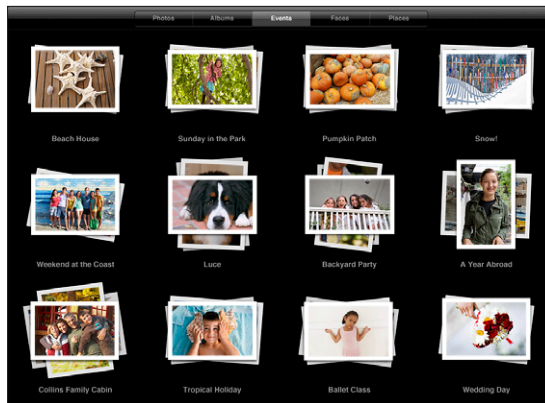 Photos Albums Events Faces Places
Beach House Sunday in the Park Pumpkin Patch Snow!
Weekend at the Coast Luce Backyard Party A Year Abroad
Collins Family Cabin Tropical Holiday Ballet Class Wedding Day